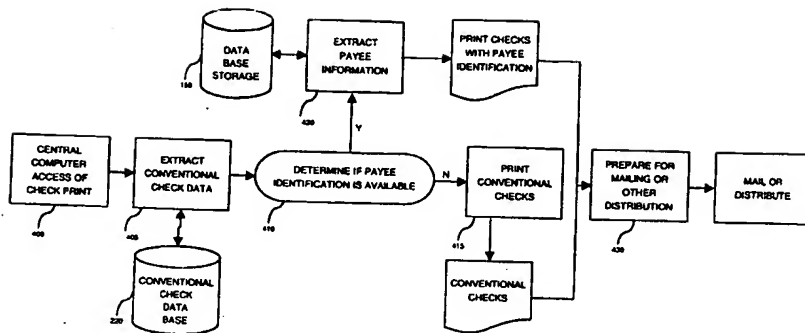 DATA
BASE
STORAGE
150
EXTRACT
PAYEE
INFORMATION
420
PRINT CHECKS
WITH PAYEE
IDENTIFICATION
Y
CENTRAL
COMPUTER
ACCESS OF
CHECK PRINT
400
EXTRACT
CONVENTIONAL
CHECK DATA
405
DETERMINE IF PAYEE
IDENTIFICATION IS AVAILABLE
410
N
PRINT
CONVENTIONAL
CHECKS
415
PREPARE FOR
MAILING OR
OTHER
DISTRIBUTION
430
MAIL OR
DISTRIBUTE
CONVENTIONAL
CHECK
DATA
BASE
220
CONVENTIONAL
CHECKS